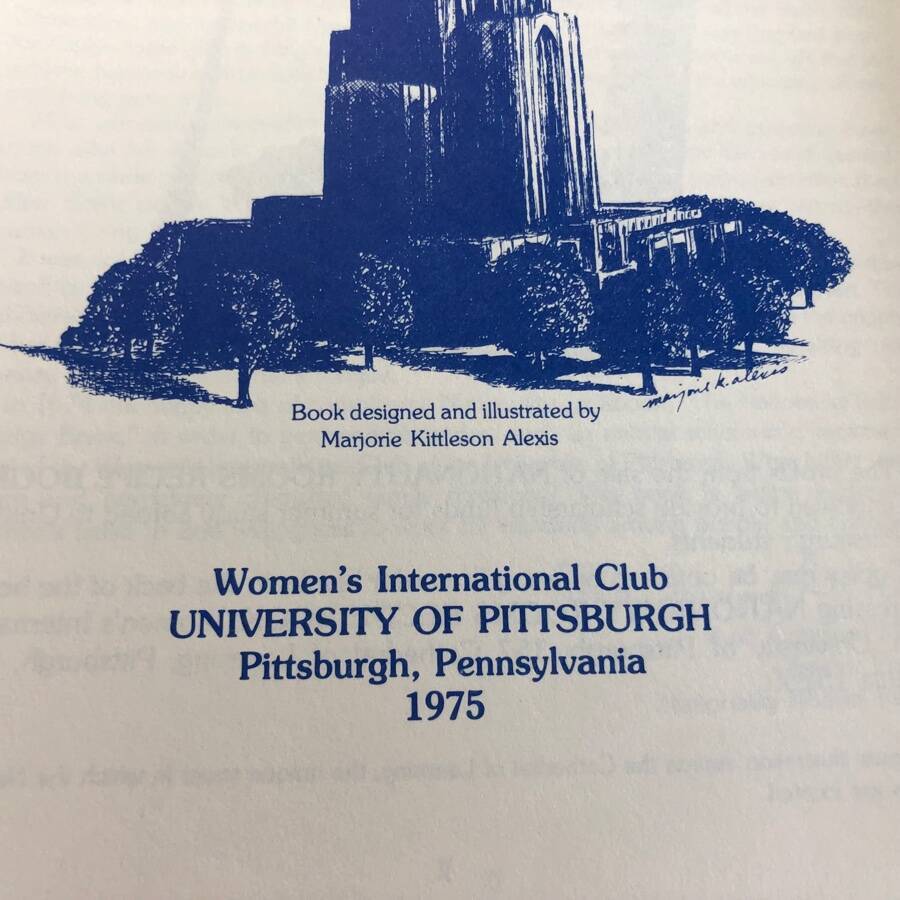 marjorie k. alexis
Book designed and illustrated by
Marjorie Kittleson Alexis
Women's International Club
UNIVERSITY OF PITTSBURGH
Pittsburgh, Pennsylvania
1975